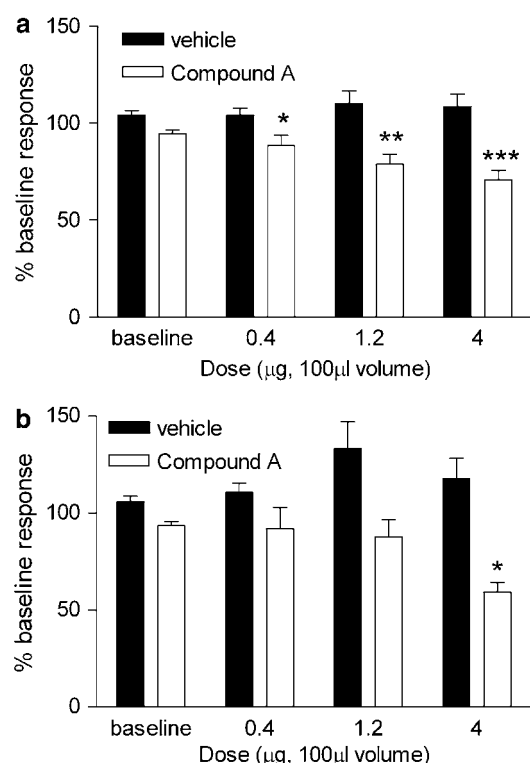 a
150
100
50
0
% baseline response
vehicle
Compound A
*
**
***
baseline 0.4 1.2 4
Dose (μg, 100μl volume)
b
150
100
50
0
% baseline response
vehicle
Compound A
*
baseline 0.4 1.2 4
Dose (μg, 100μl volume)